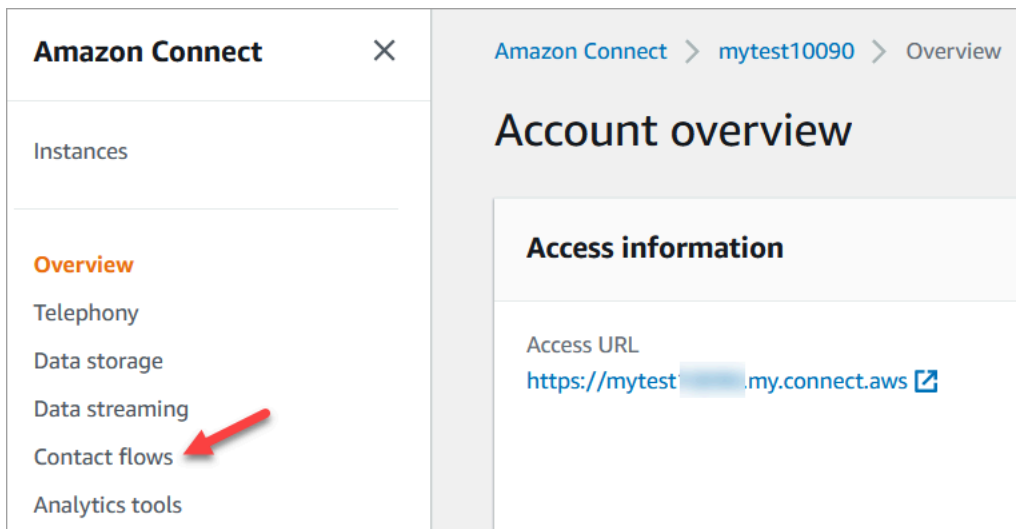 Amazon Connect
Instances
Overview
Telephony
Data storage
Data streaming
Contact flows
Analytics tools
Amazon Connect > mytest10090 > Overview
Account overview
Access information
Access URL
https://mytest .my.connect.aws